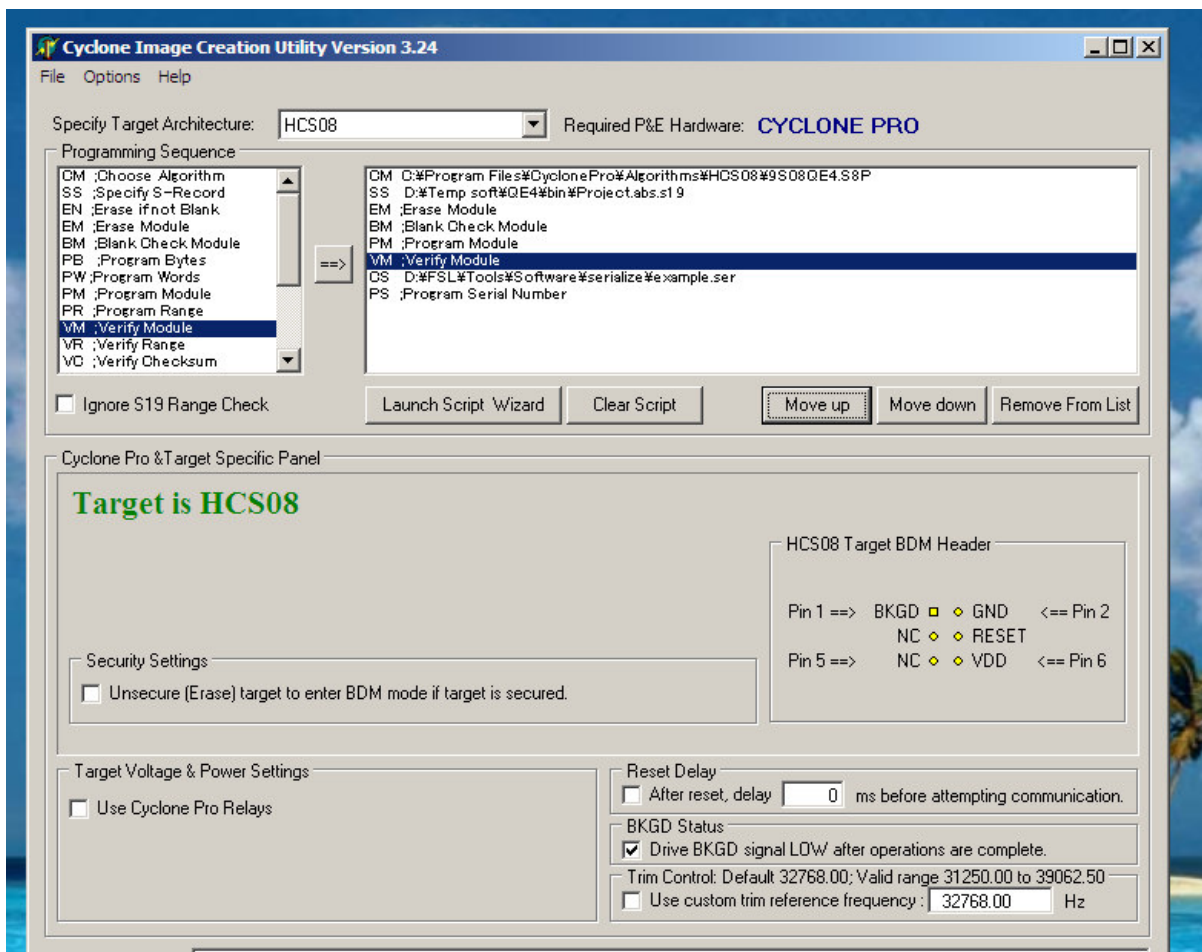 Cyclone Image Creation Utility Version 3.24
File Options Help
Specify Target Architecture: HCS08 Required P&E Hardware: CYCLONE PRO
Programming Sequence
CM ;Choose Algorithm
SS ;Specify S-Record
EN ;Erase if not Blank
EM ;Erase Module
BM ;Blank Check Module
PB ;Program Bytes
PW ;Program Words
PM ;Program Module
PR ;Program Range
VM ;Verify Module
VR ;Verify Range
VC ;Verify Checksum
==>
CM C:¥Program Files¥CyclonePro¥Algorithms¥HCS08¥9S08QE4.S8P
SS D:¥Temp soft¥QE4¥bin¥Project.abs.s19
EM ;Erase Module
BM ;Blank Check Module
PM ;Program Module
VM ;Verify Module
CS D:¥FSL¥Tools¥Software¥serialize¥example.ser
PS ;Program Serial Number
Ignore S19 Range Check Launch Script Wizard Clear Script Move up Move down Remove From List
Cyclone Pro &Target Specific Panel
Target is HCS08
HCS08 Target BDM Header
Pin 1 ==> BKGD GND <== Pin 2
NC RESET
Pin 5 ==> NC VDD <== Pin 6
Security Settings
Unsecure (Erase) target to enter BDM mode if target is secured.
Target Voltage & Power Settings
Use Cyclone Pro Relays
Reset Delay
After reset, delay 0 ms before attempting communication.
BKGD Status
Drive BKGD signal LOW after operations are complete.
Trim Control: Default 32768.00; Valid range 31250.00 to 39062.50
Use custom trim reference frequency : 32768.00 Hz